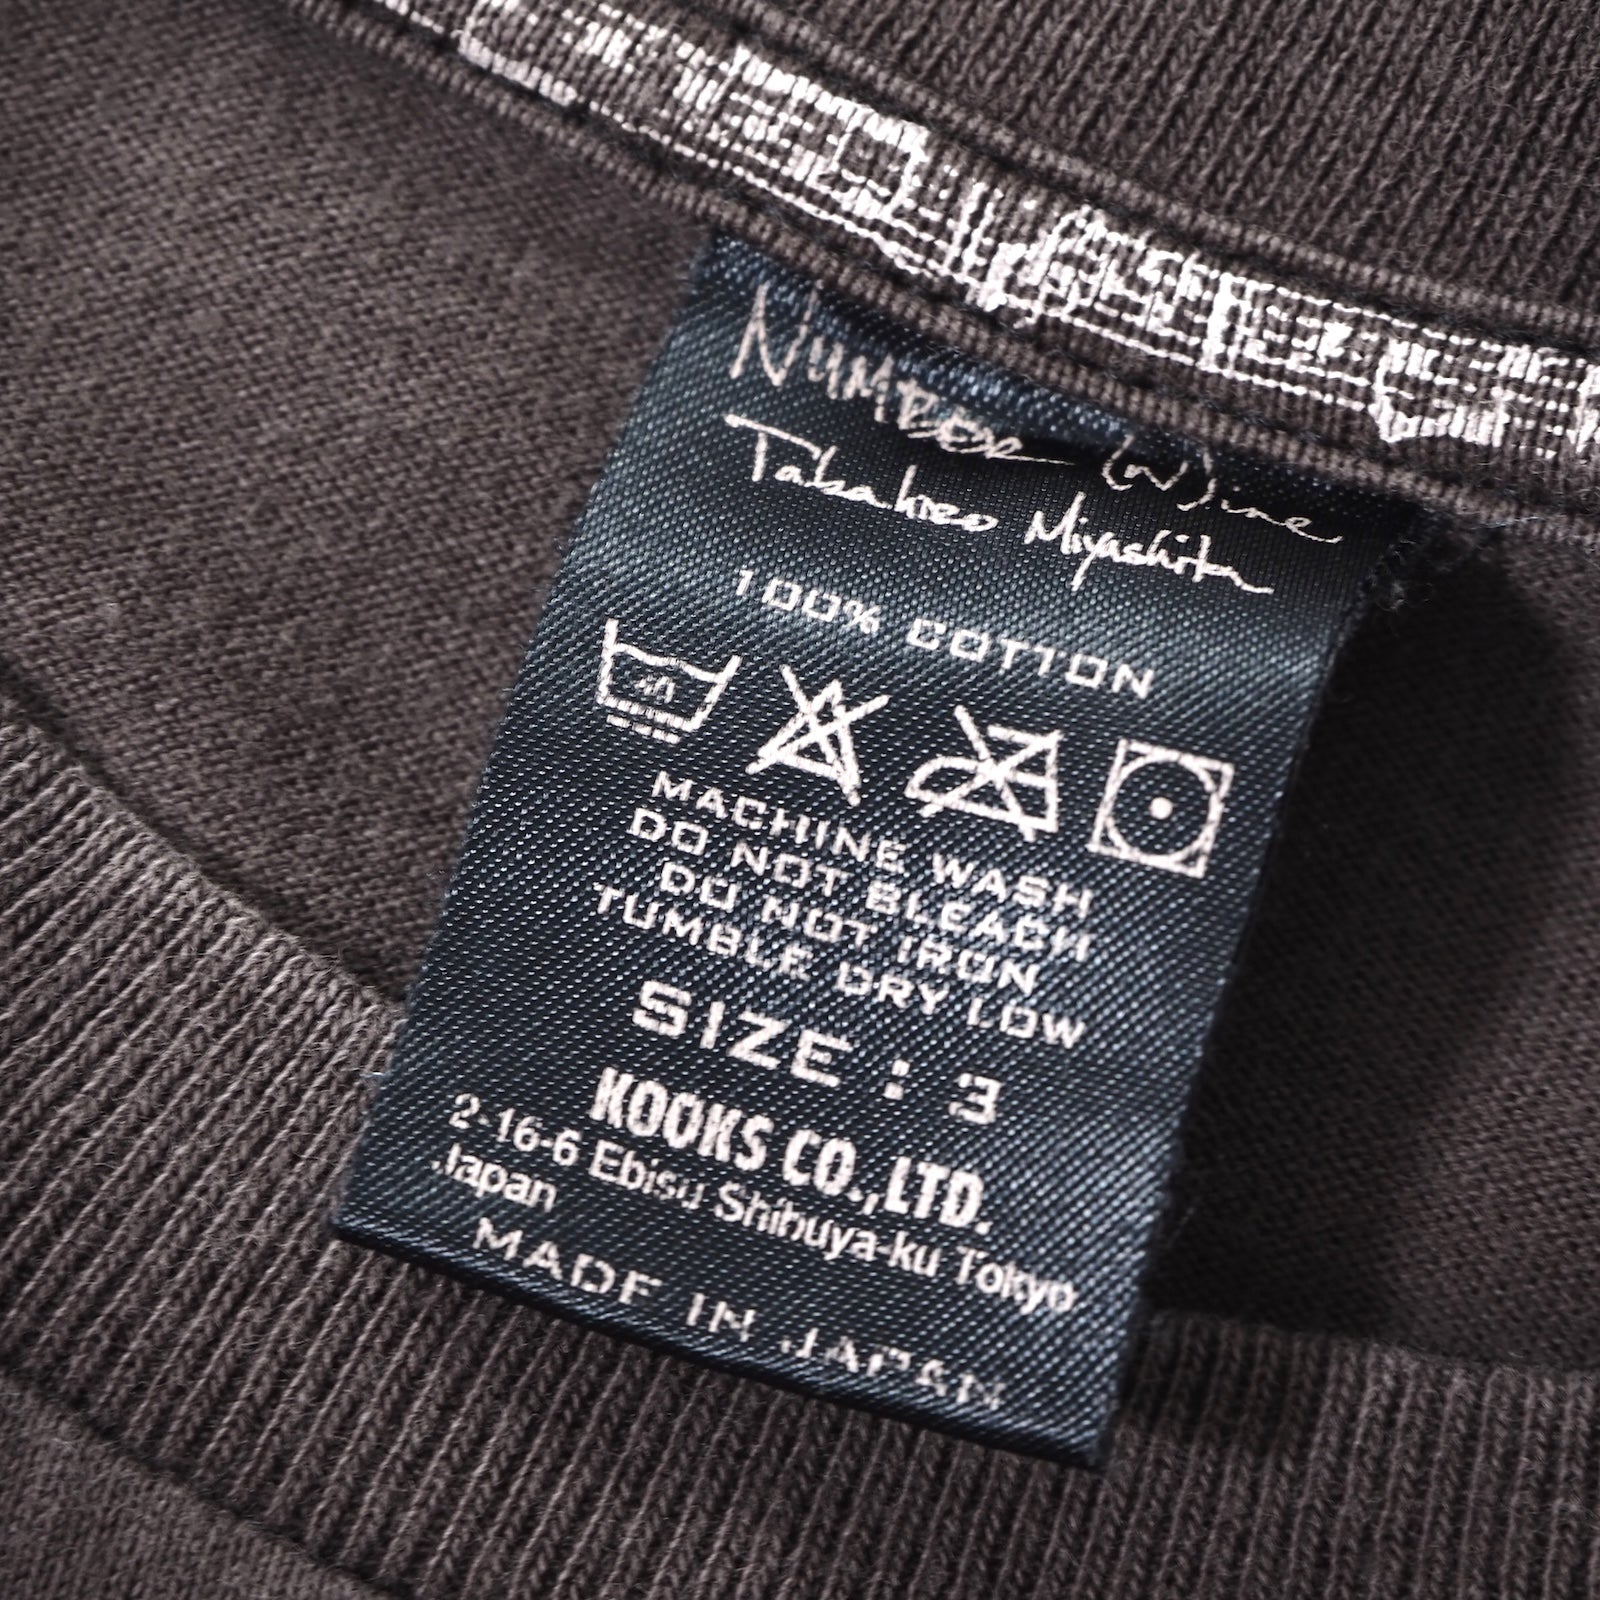 Number (N)ine
Takahiro Miyashita
100% COTTON
40
MACHINE WASH
DO NOT BLEACH
DO NOT IRON
TUMBLE DRY LOW
SIZE : 3
KOOKS CO.,LTD.
2-16-6 Ebisu Shibuya-ku Tokyo
Japan
MADE IN JAPAN